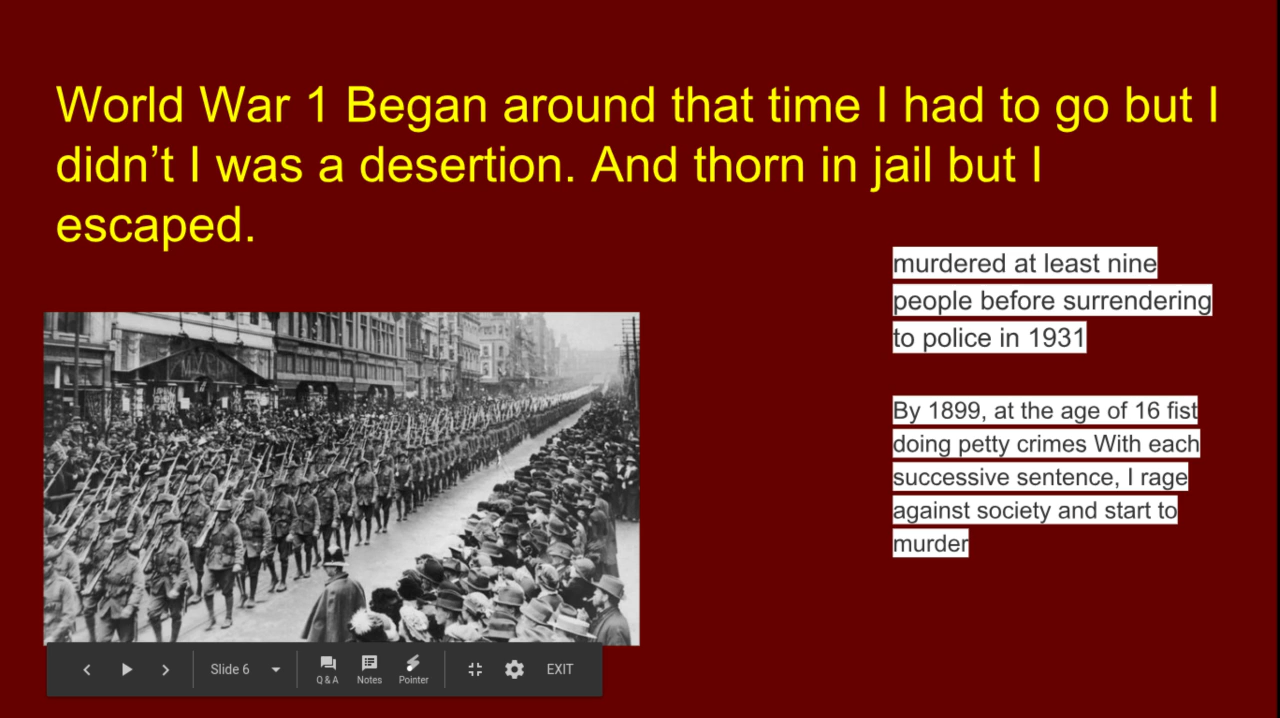 World War 1 Began around that time I had to go but I
didn’t I was a desertion. And thorn in jail but I
escaped.
murdered at least nine
people before surrendering
to police in 1931
By 1899, at the age of 16 fist
doing petty crimes With each
successive sentence, I rage
against society and start to
murder
Slide 6
Q & A Notes Pointer
EXIT